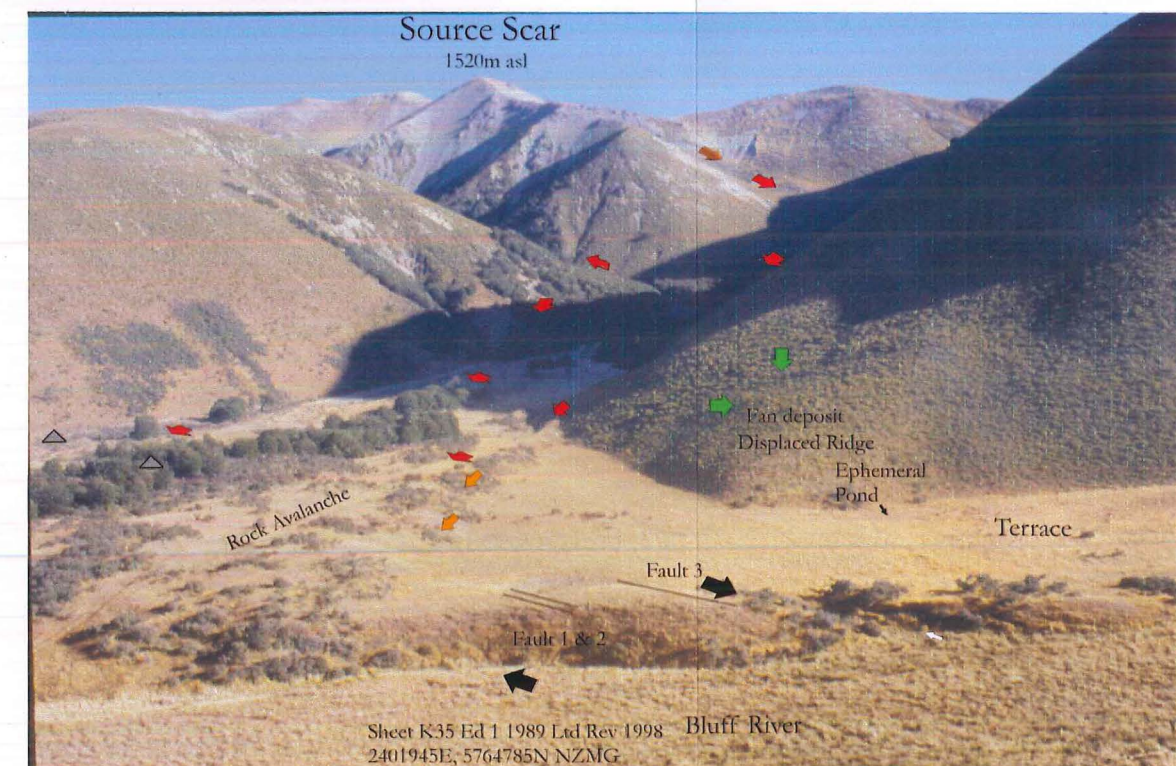 Source Scar
1520m asl
Fan deposit
Displaced Ridge
Ephemeral
Pond
Rock Avalanche
Terrace
Fault 3
Fault 1 & 2
Bluff River
Sheet K35 Ed 1 1989 Ltd Rev 1998
2401945E, 5764785N NZMG